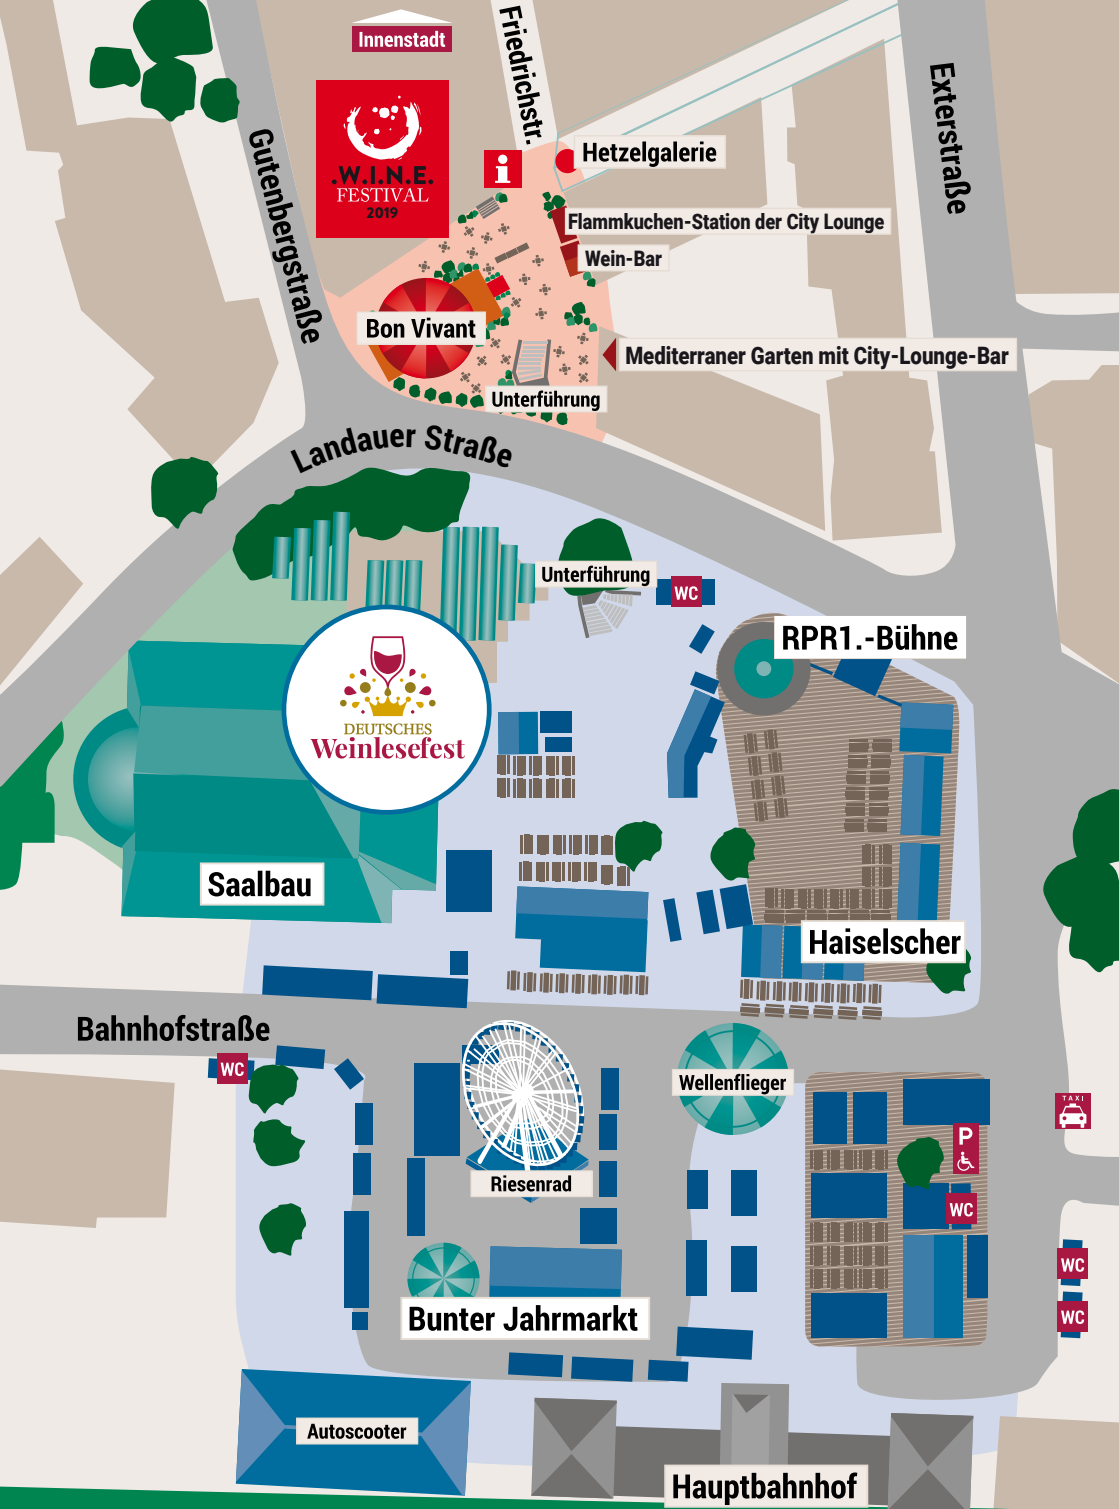 Innenstadt
Friedrichstr.
Exterstraße
Gutenbergstraße
.W.I.N.E.
FESTIVAL
2019
i
Hetzelgalerie
Flammkuchen-Station der City Lounge
Wein-Bar
Bon Vivant
Mediterraner Garten mit City-Lounge-Bar
Unterführung
Landauer Straße
Unterführung
WC
RPR1.-Bühne
DEUTSCHES
Weinlesefest
Saalbau
Haiselscher
Bahnhofstraße
WC
Wellenflieger
TAXI
P
Riesenrad
WC
WC
WC
Bunter Jahrmarkt
Autoscooter
Hauptbahnhof